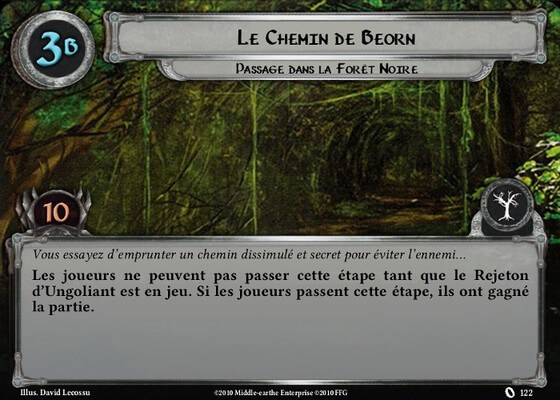 3B
Le Chemin de Beorn
Passage dans la Forêt Noire
10
Vous essayez d'emprunter un chemin dissimulé et secret pour éviter l'ennemi...
Les joueurs ne peuvent pas passer cette étape tant que le Rejeton
d'Ungoliant est en jeu. Si les joueurs passent cette étape, ils ont gagné
la partie.
Illus. David Lecossu
©2010 Middle-earthe Enterprise ©2010 FFG
122